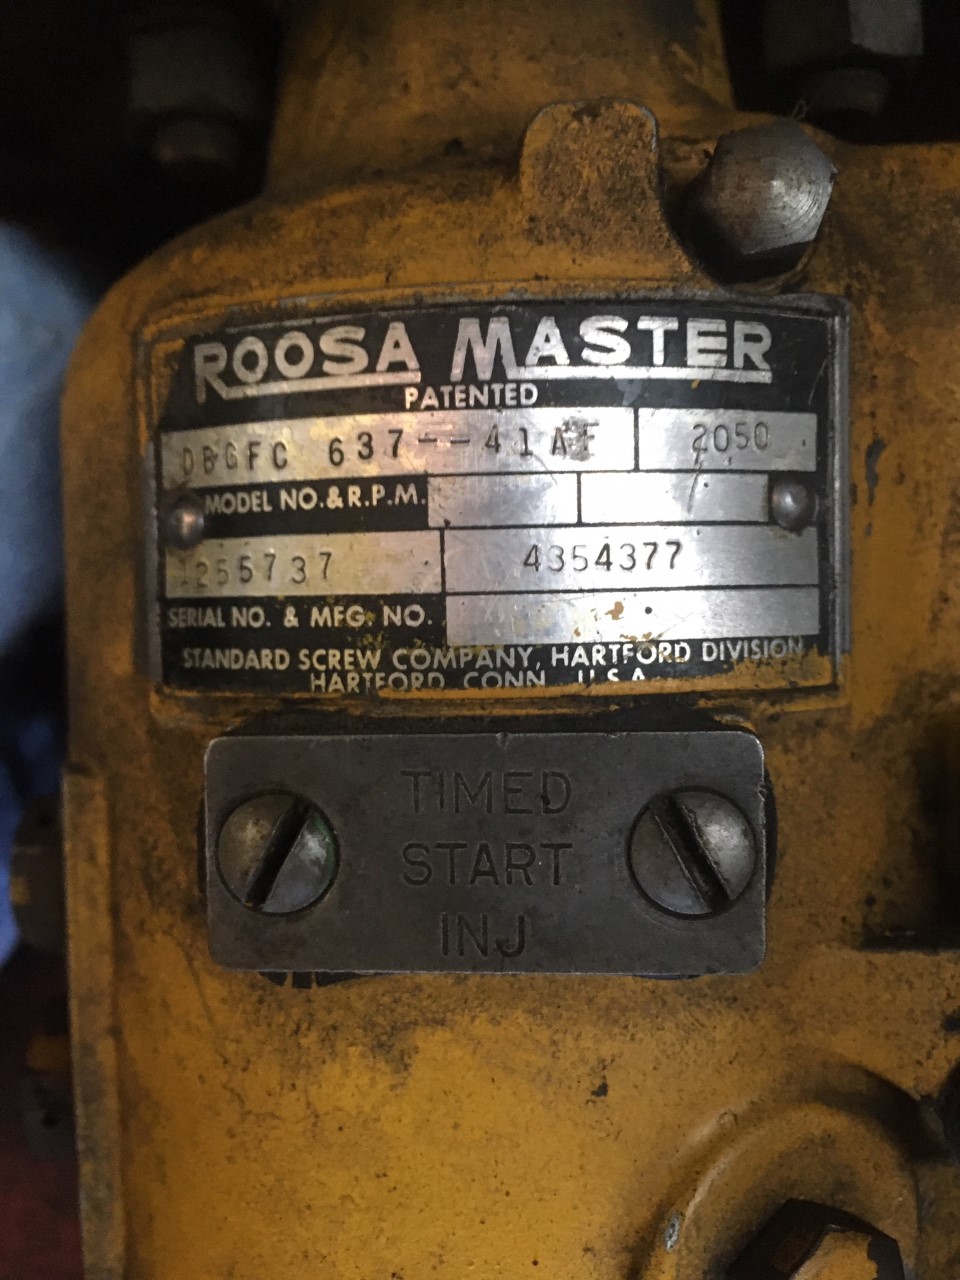 ROOSA MASTER
PATENTED
DBGFC 637--41AF 2050
MODEL NO. & R.P.M.
1255737 4354377
SERIAL NO. & MFG. NO.
STANDARD SCREW COMPANY, HARTFORD DIVISION
HARTFORD, CONN., U.S.A.
TIMED
START
INJ